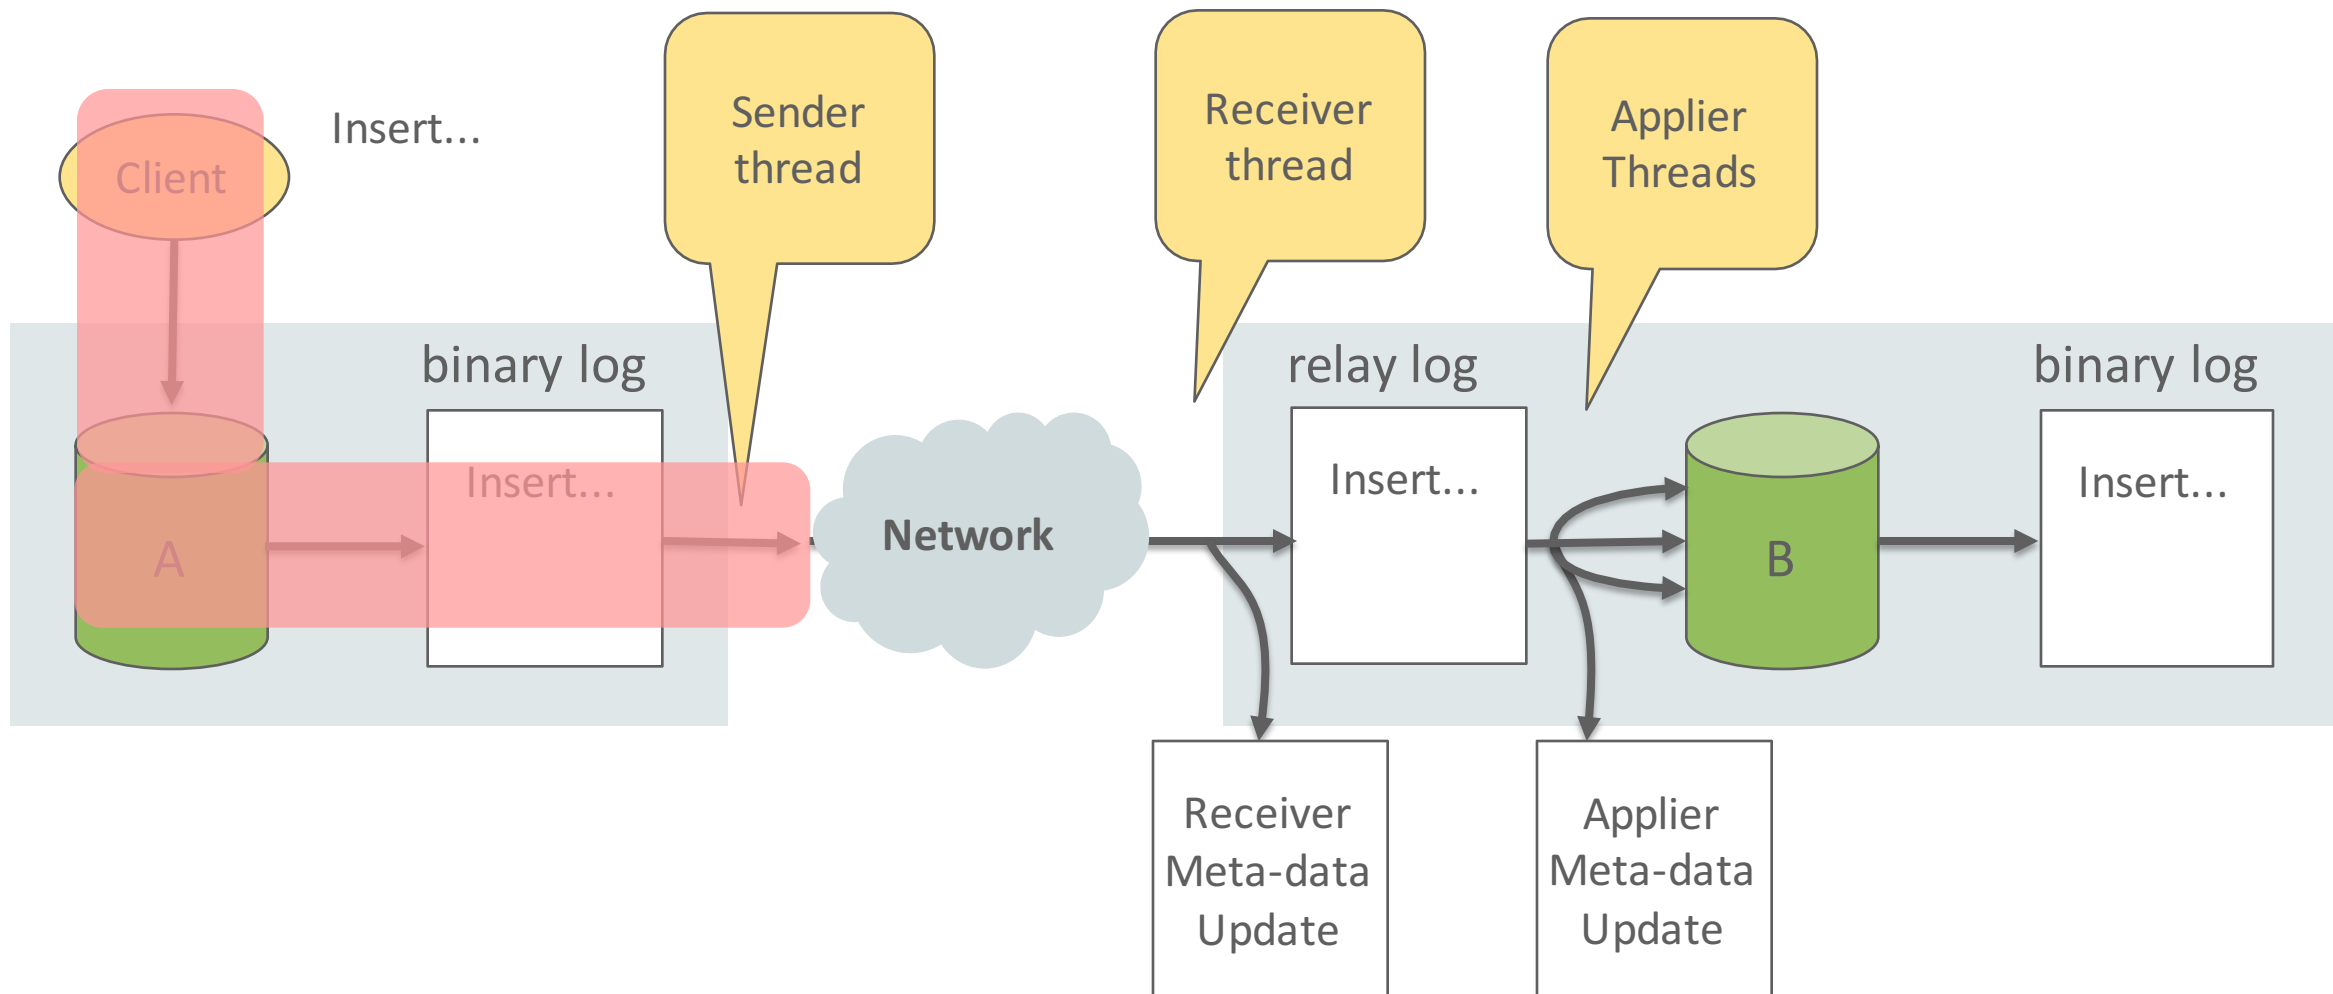 Client
Insert...
Sender
thread
Receiver
thread
Applier
Threads
binary log
Insert...
A
Network
relay log
Insert...
B
binary log
Insert...
Receiver
Meta-data
Update
Applier
Meta-data
Update